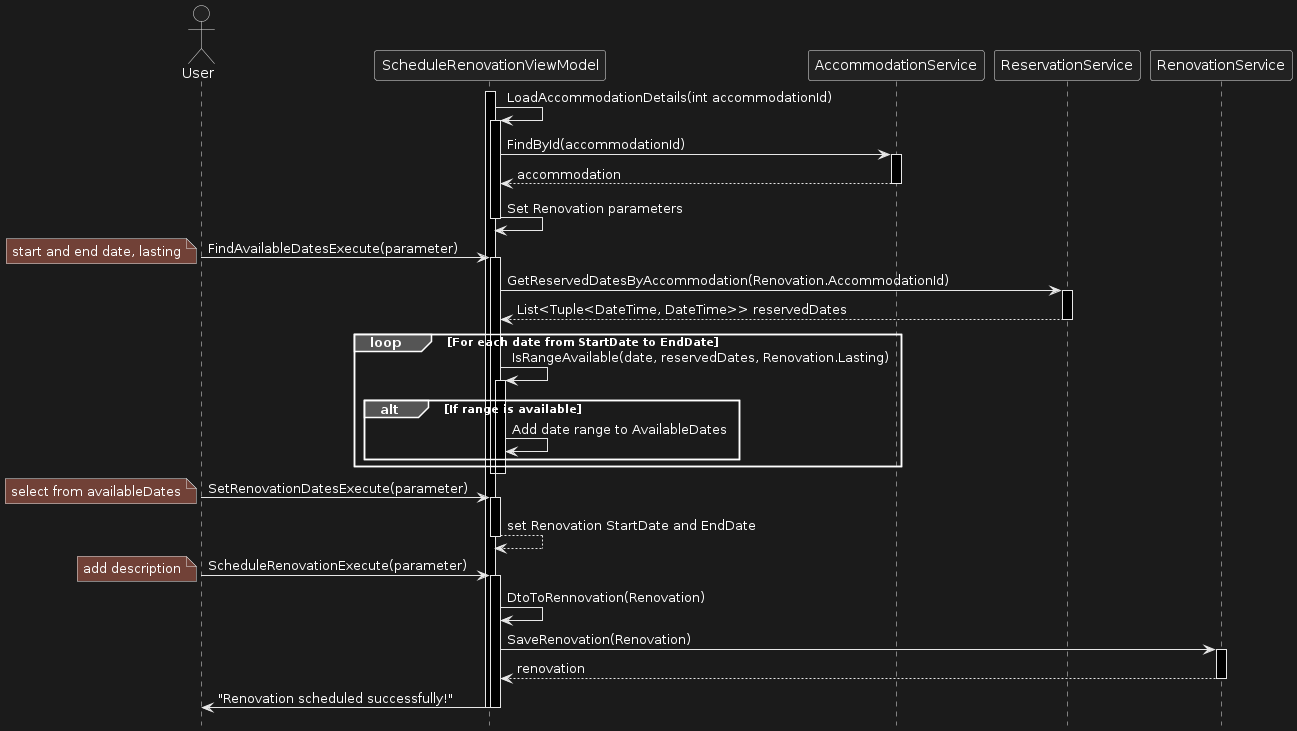 User
ScheduleRenovationViewModel
AccommodationService
ReservationService
RenovationService
LoadAccommodationDetails(int accommodationId)
FindById(accommodationId)
accommodation
Set Renovation parameters
start and end date, lasting
FindAvailableDatesExecute(parameter)
GetReservedDatesByAccommodation(Renovation.AccommodationId)
List<Tuple<DateTime, DateTime>> reservedDates
loop
[For each date from StartDate to EndDate]
IsRangeAvailable(date, reservedDates, Renovation.Lasting)
alt
[If range is available]
Add date range to AvailableDates
select from availableDates
SetRenovationDatesExecute(parameter)
set Renovation StartDate and EndDate
add description
ScheduleRenovationExecute(parameter)
DtoToRennovation(Renovation)
SaveRenovation(Renovation)
renovation
"Renovation scheduled successfully!"